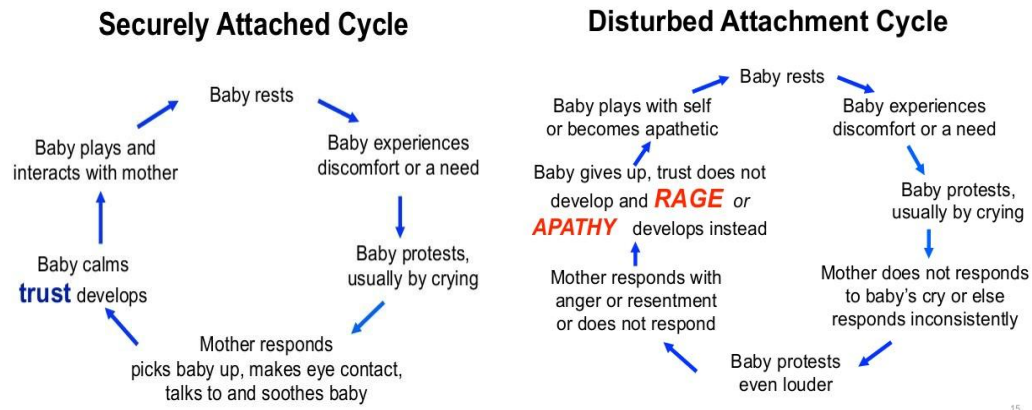 Securely Attached Cycle
Baby rests
Baby experiences
discomfort or a need
Baby protests,
usually by crying
Mother responds
picks baby up, makes eye contact,
talks to and soothes baby
Baby calms
trust develops
Baby plays and
interacts with mother
Disturbed Attachment Cycle
Baby rests
Baby experiences
discomfort or a need
Baby protests,
usually by crying
Mother does not responds
to baby's cry or else
responds inconsistently
Baby protests
even louder
Mother responds with
anger or resentment
or does not respond
Baby gives up, trust does not
develop and RAGE or
APATHY develops instead
Baby plays with self
or becomes apathetic
15